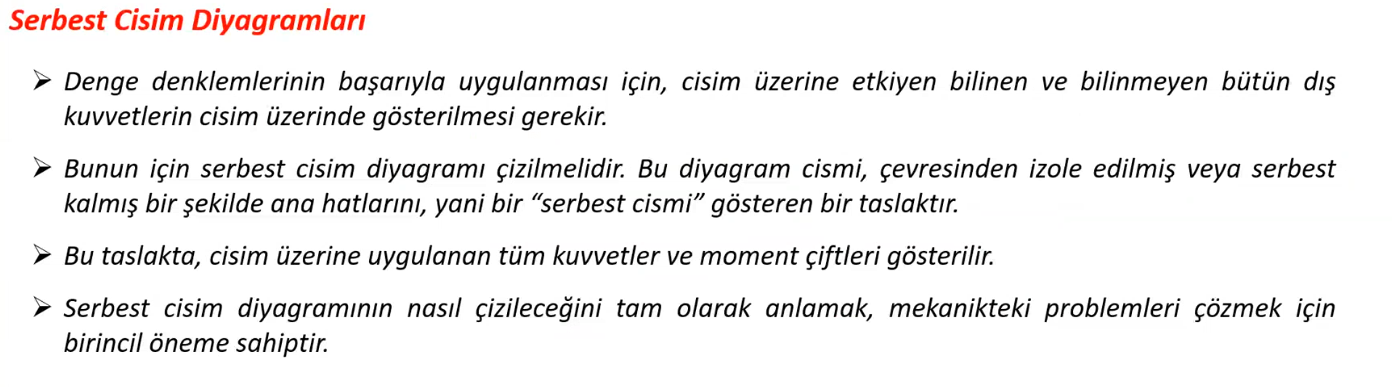 Serbest Cisim Diyagramları
➢ Denge denklemlerinin başarıyla uygulanması için, cisim üzerine etkiyen bilinen ve bilinmeyen bütün dış
kuvvetlerin cisim üzerinde gösterilmesi gerekir.
➢ Bunun için serbest cisim diyagramı çizilmelidir. Bu diyagram cismi, çevresinden izole edilmiş veya serbest
kalmış bir şekilde ana hatlarını, yani bir “serbest cismi” gösteren bir taslaktır.
➢ Bu taslakta, cisim üzerine uygulanan tüm kuvvetler ve moment çiftleri gösterilir.
➢ Serbest cisim diyagramının nasıl çizileceğini tam olarak anlamak, mekanikteki problemleri çözmek için
birincil öneme sahiptir.